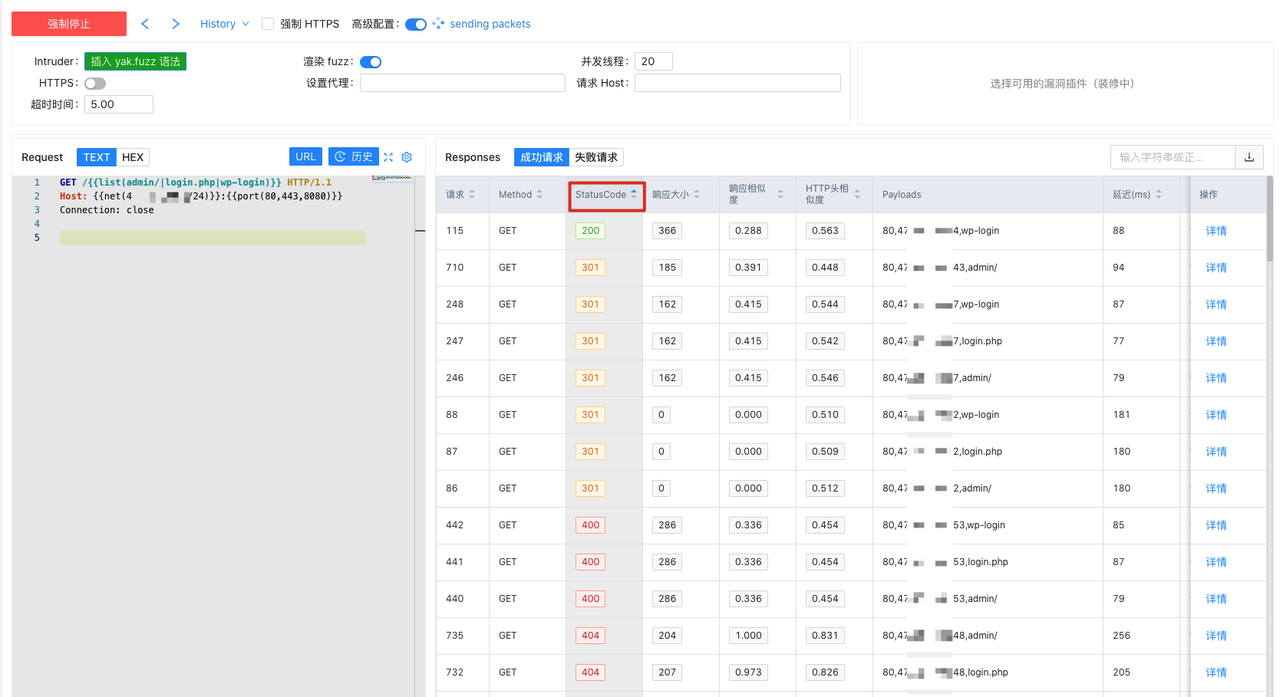 强制停止 History 强制 HTTPS 高级配置: sending packets
Intruder: 插入 yak.fuzz 语法 渲染 fuzz: 并发线程: 20
HTTPS: 设置代理: 请求 Host:
超时时间: 5.00
选择可用的漏洞插件（装修中）
Request TEXT HEX URL 历史
1 GET /{{list(admin/|login.php|wp-login)}} HTTP/1.1
2 Host: {{net(4 /24)}}:{{port(80,443,8080)}}
3 Connection: close
4
5
Responses 成功请求 失败请求 输入字符串或正...
请求 Method StatusCode 响应大小 响应相似度 HTTP头相似度 Payloads 延迟(ms) 操作
115 GET 200 366 0.288 0.563 80,47 4,wp-login 88 详情
710 GET 301 185 0.391 0.448 80,47 43,admin/ 94 详情
248 GET 301 162 0.415 0.544 80,47 7,wp-login 87 详情
247 GET 301 162 0.415 0.542 80,47 7,login.php 77 详情
246 GET 301 162 0.415 0.546 80,47 7,admin/ 79 详情
88 GET 301 0 0.000 0.510 80,47 2,wp-login 181 详情
87 GET 301 0 0.000 0.509 80,47 2,login.php 180 详情
86 GET 301 0 0.000 0.512 80,47 2,admin/ 180 详情
442 GET 400 286 0.336 0.454 80,47 53,wp-login 85 详情
441 GET 400 286 0.336 0.454 80,47 53,login.php 87 详情
440 GET 400 286 0.336 0.454 80,47 53,admin/ 79 详情
735 GET 404 204 1.000 0.831 80,47 48,admin/ 256 详情
732 GET 404 207 0.973 0.826 80,47 48,login.php 205 详情